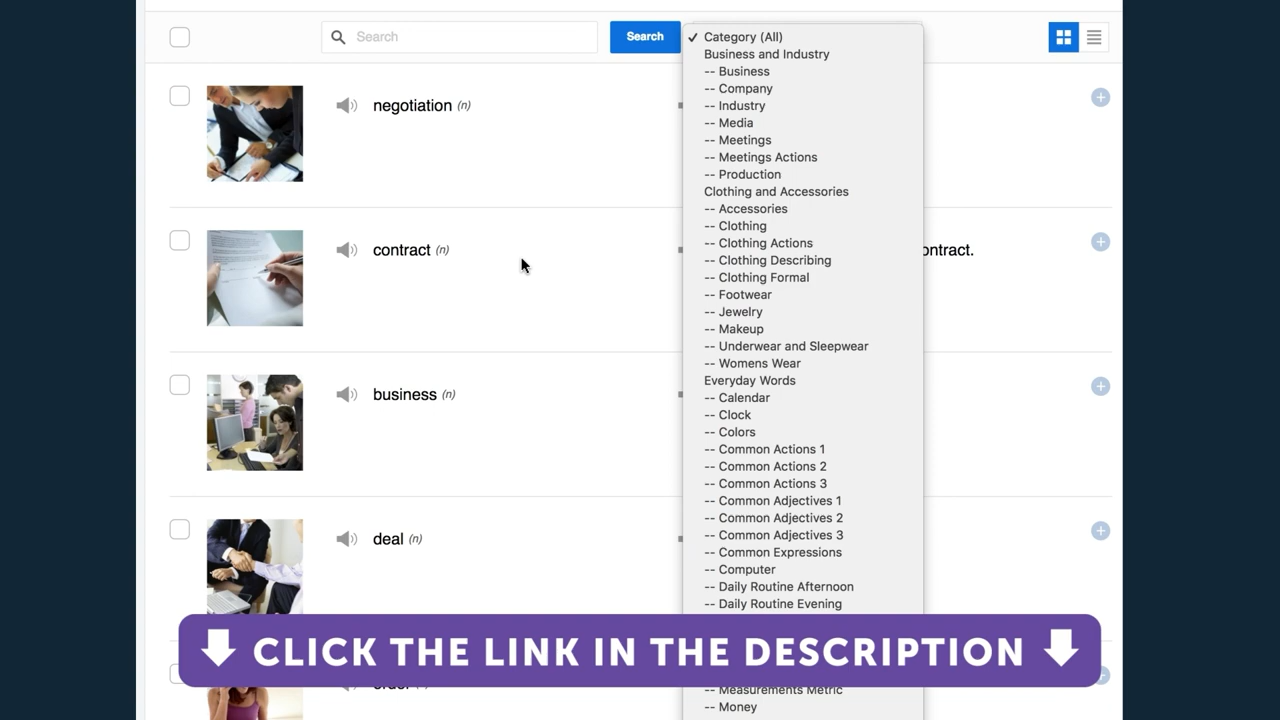 Search
Search
✓ Category (All)
Business and Industry
-- Business
-- Company
-- Industry
-- Media
-- Meetings
-- Meetings Actions
-- Production
Clothing and Accessories
-- Accessories
-- Clothing
-- Clothing Actions
-- Clothing Describing
-- Clothing Formal
-- Footwear
-- Jewelry
-- Makeup
-- Underwear and Sleepwear
-- Womens Wear
Everyday Words
-- Calendar
-- Clock
-- Colors
-- Common Actions 1
-- Common Actions 2
-- Common Actions 3
-- Common Adjectives 1
-- Common Adjectives 2
-- Common Adjectives 3
-- Common Expressions
-- Computer
-- Daily Routine Afternoon
-- Daily Routine Evening
-- Measurements Metric
-- Money
negotiation (n)
contract (n)
ontract.
business (n)
deal (n)
CLICK THE LINK IN THE DESCRIPTION